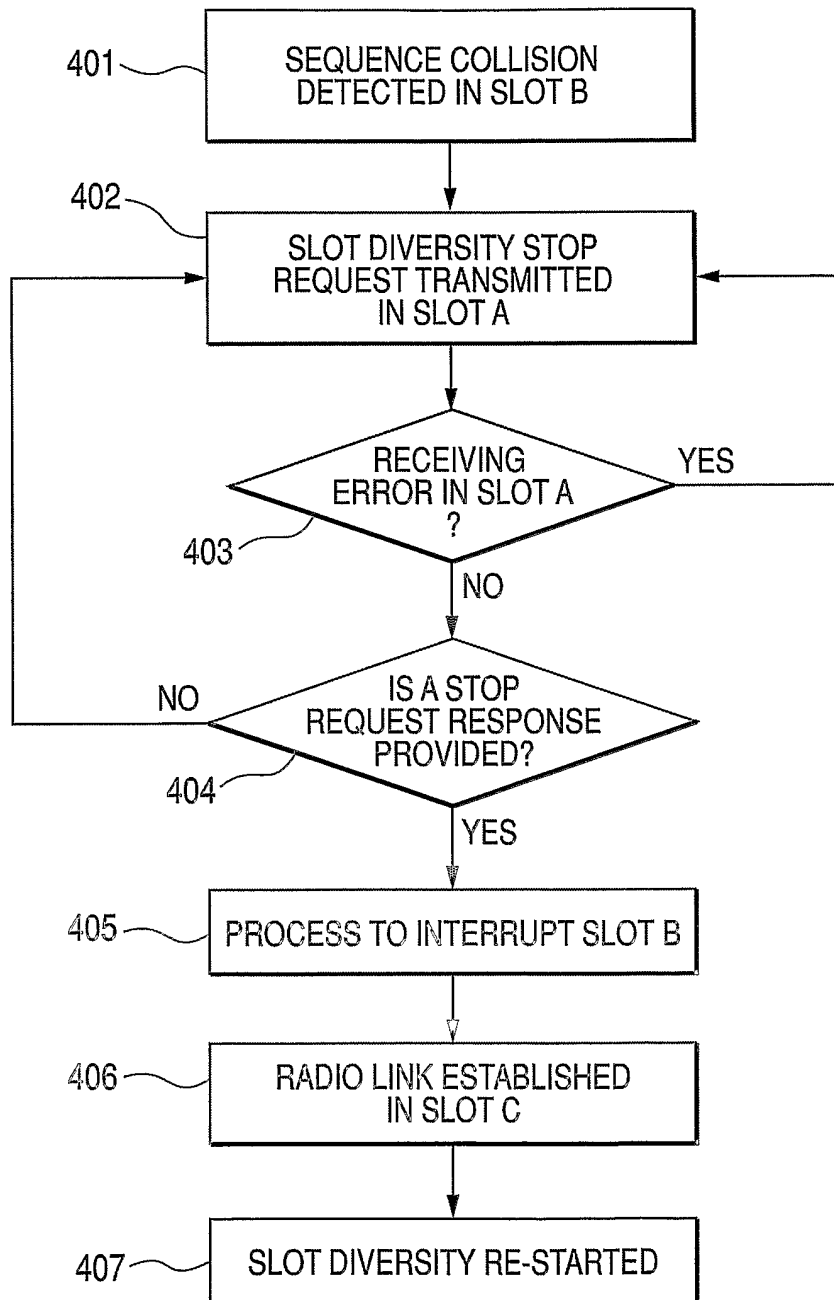 401
SEQUENCE COLLISION
DETECTED IN SLOT B
402
SLOT DIVERSITY STOP
REQUEST TRANSMITTED
IN SLOT A
RECEIVING
ERROR IN SLOT A
?
YES
403
NO
NO
IS A STOP
REQUEST RESPONSE
PROVIDED?
404
YES
405
PROCESS TO INTERRUPT SLOT B
406
RADIO LINK ESTABLISHED
IN SLOT C
407
SLOT DIVERSITY RE-STARTED